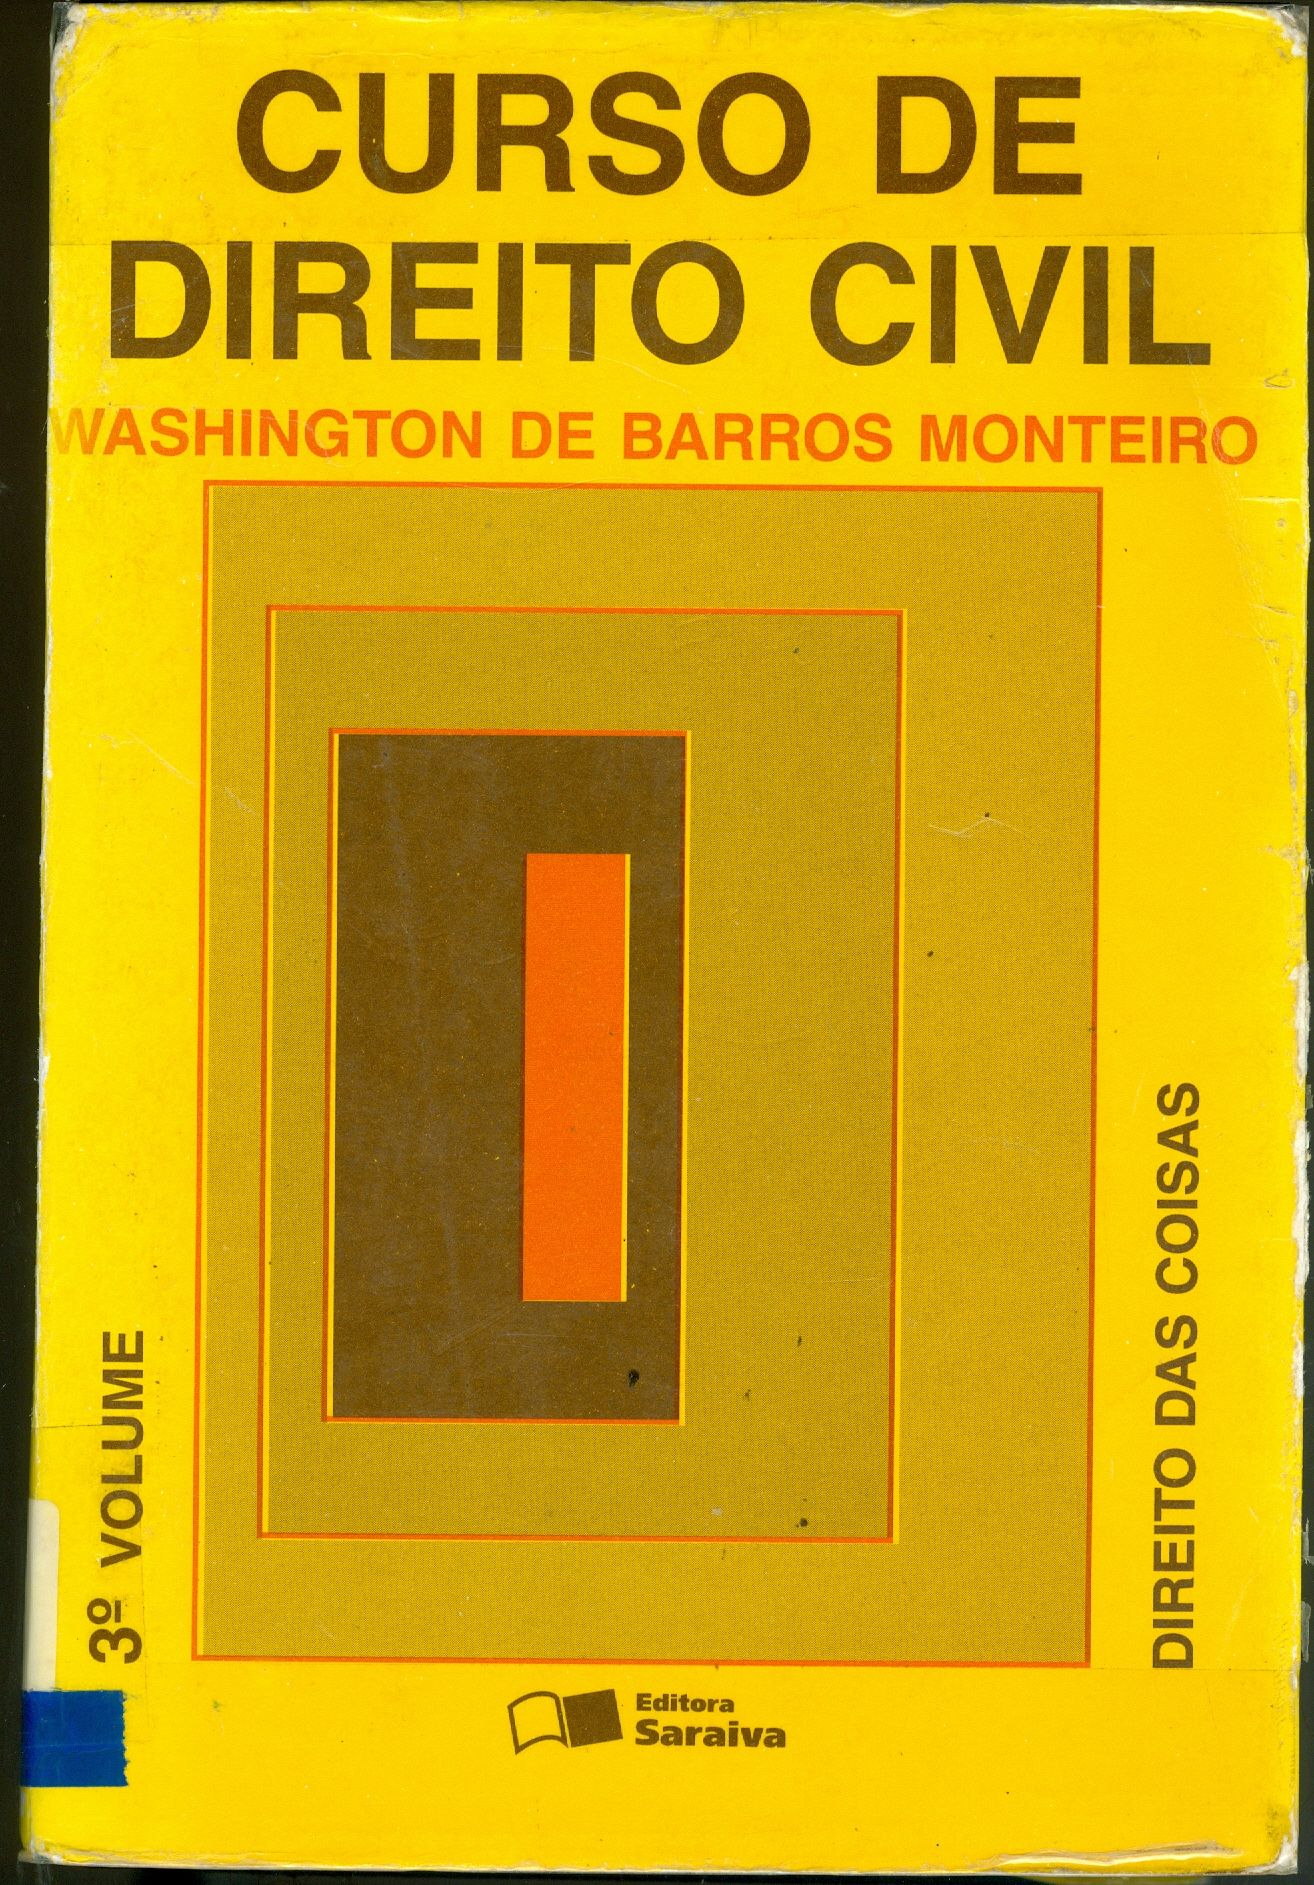 CURSO DE
DIREITO CIVIL
WASHINGTON DE BARROS MONTEIRO
3º VOLUME
DIREITO DAS COISAS
Editora
Saraiva